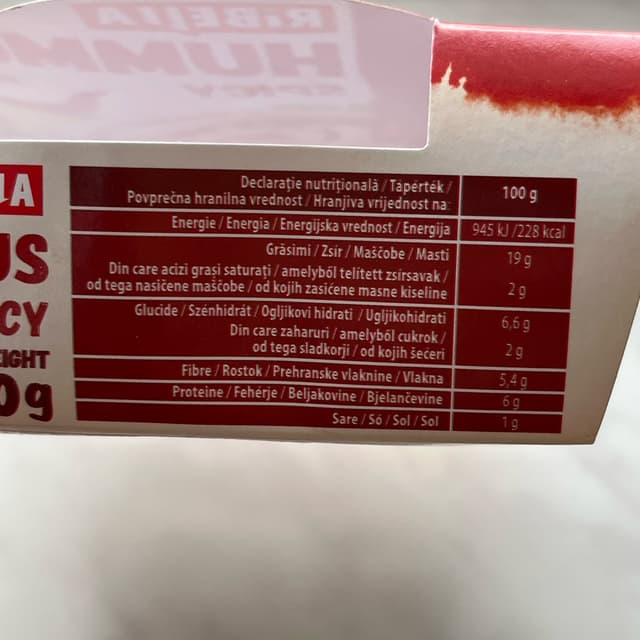 RiBELLA
HUMM
SPICY
LLA
US
CY
EIGHT
0g
Declarație nutrițională / Tápérték /
Povprečna hranilna vrednost / Hranjiva vrijednost na:
100 g
Energie / Energia / Energijska vrednost / Energija
945 kJ /228 kcal
Grăsimi / Zsír / Maščobe / Masti
19 g
Din care acizi grași saturați / amelyből telített zsírsavak /
od tega nasičene maščobe / od kojih zasićene masne kiseline
2 g
Glucide / Szénhidrát / Ogljikovi hidrati / Ugljikohidrati
6,6 g
Din care zaharuri / amelyből cukrok /
od tega sladkorji / od kojih šećeri
2 g
Fibre / Rostok / Prehranske vlaknine / Vlakna
5,4 g
Proteine / Fehérje / Beljakovine / Bjelančevine
6 g
Sare / Só / Sol / Sol
1 g